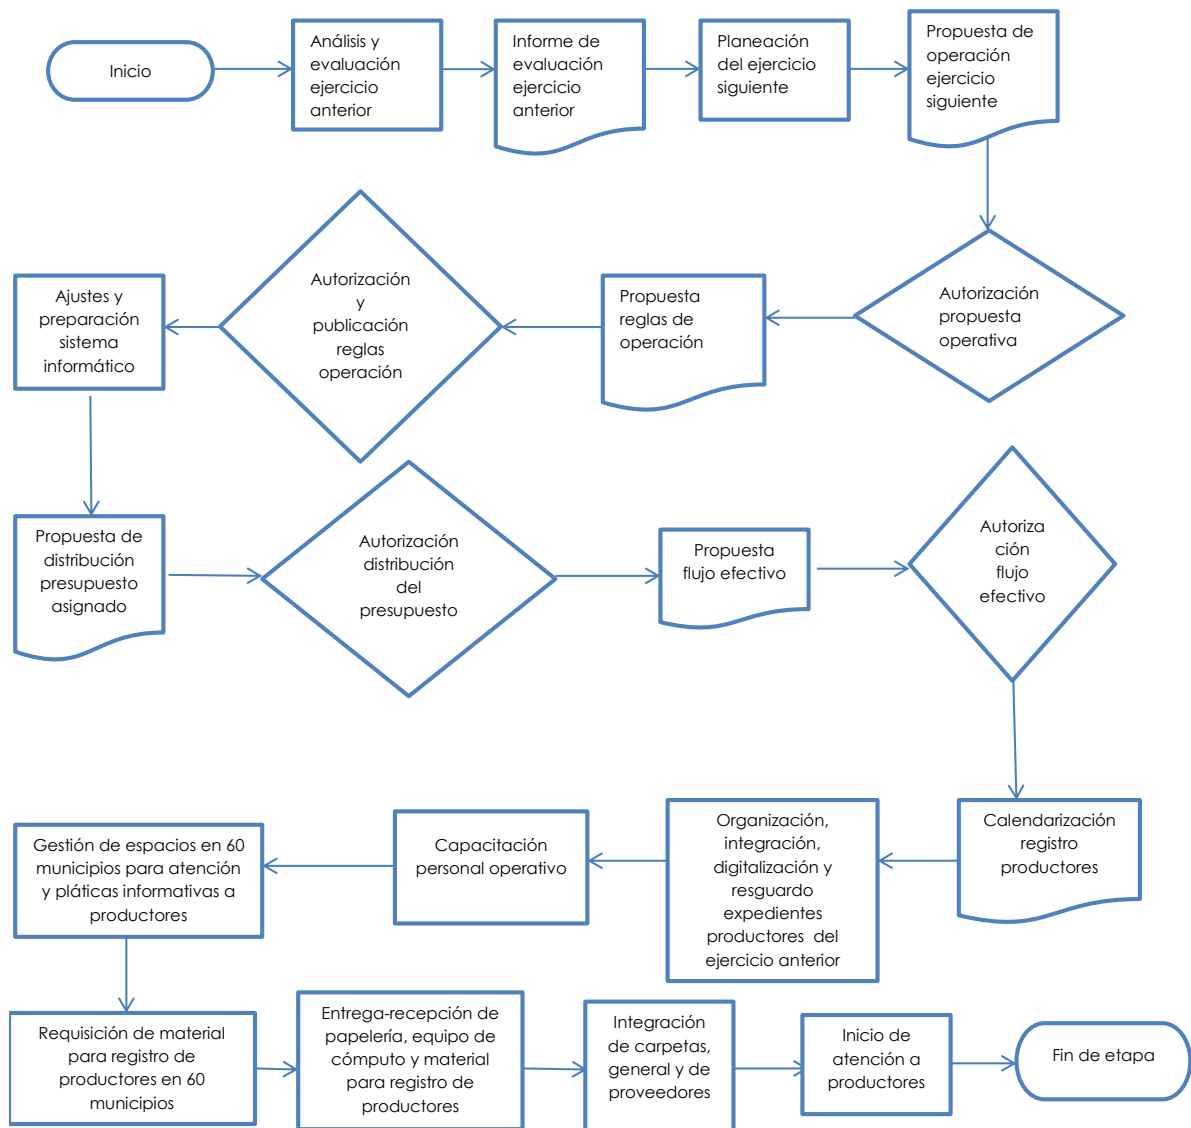 Inicio
Análisis y
evaluación
ejercicio
anterior
Informe de
evaluación
ejercicio
anterior
Planeación
del ejercicio
siguiente
Propuesta de
operación
ejercicio
siguiente
Autorización
propuesta
operativa
Propuesta
reglas de
operación
Autorización
y
publicación
reglas
operación
Ajustes y
preparación
sistema
informático
Propuesta de
distribución
presupuesto
asignado
Autorización
distribución
del
presupuesto
Propuesta
flujo efectivo
Autoriza
ción
flujo
efectivo
Calendarización
registro
productores
Organización,
integración,
digitalización y
resguardo
expedientes
productores del
ejercicio anterior
Capacitación
personal operativo
Gestión de espacios en 60
municipios para atención
y pláticas informativas a
productores
Requisición de material
para registro de
productores en 60
municipios
Entrega-recepción de
papelería, equipo de
cómputo y material
para registro de
productores
Integración
de carpetas,
general y de
proveedores
Inicio de
atención a
productores
Fin de etapa